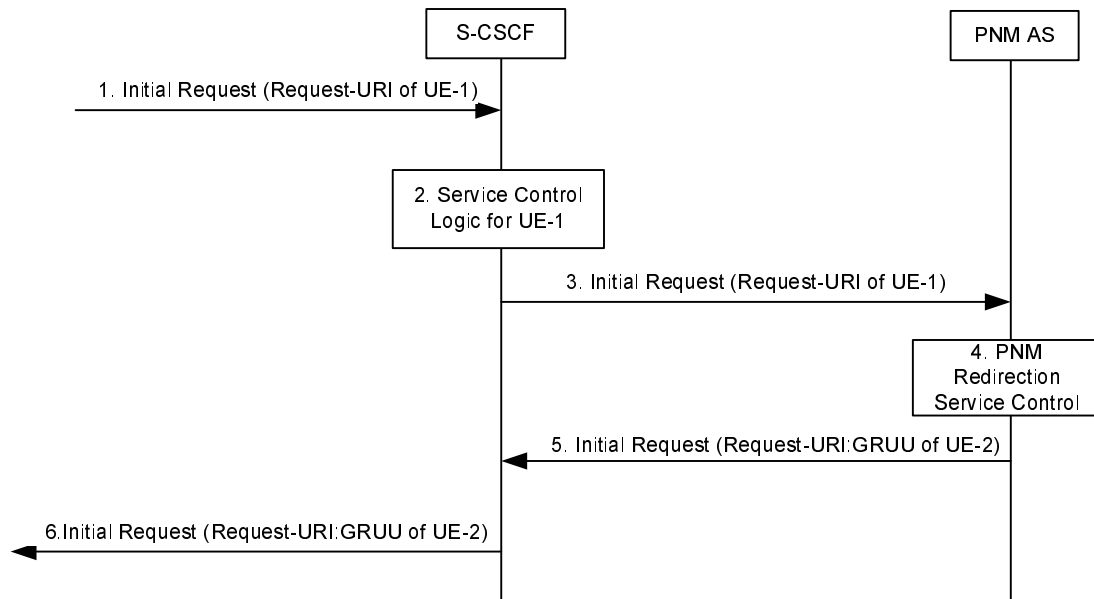 S-CSCF
PNM AS
1. Initial Request (Request-URI of UE-1)
2. Service Control
Logic for UE-1
3. Initial Request (Request-URI of UE-1)
4. PNM
Redirection
Service Control
5. Initial Request (Request-URI:GRUU of UE-2)
6.Initial Request (Request-URI:GRUU of UE-2)